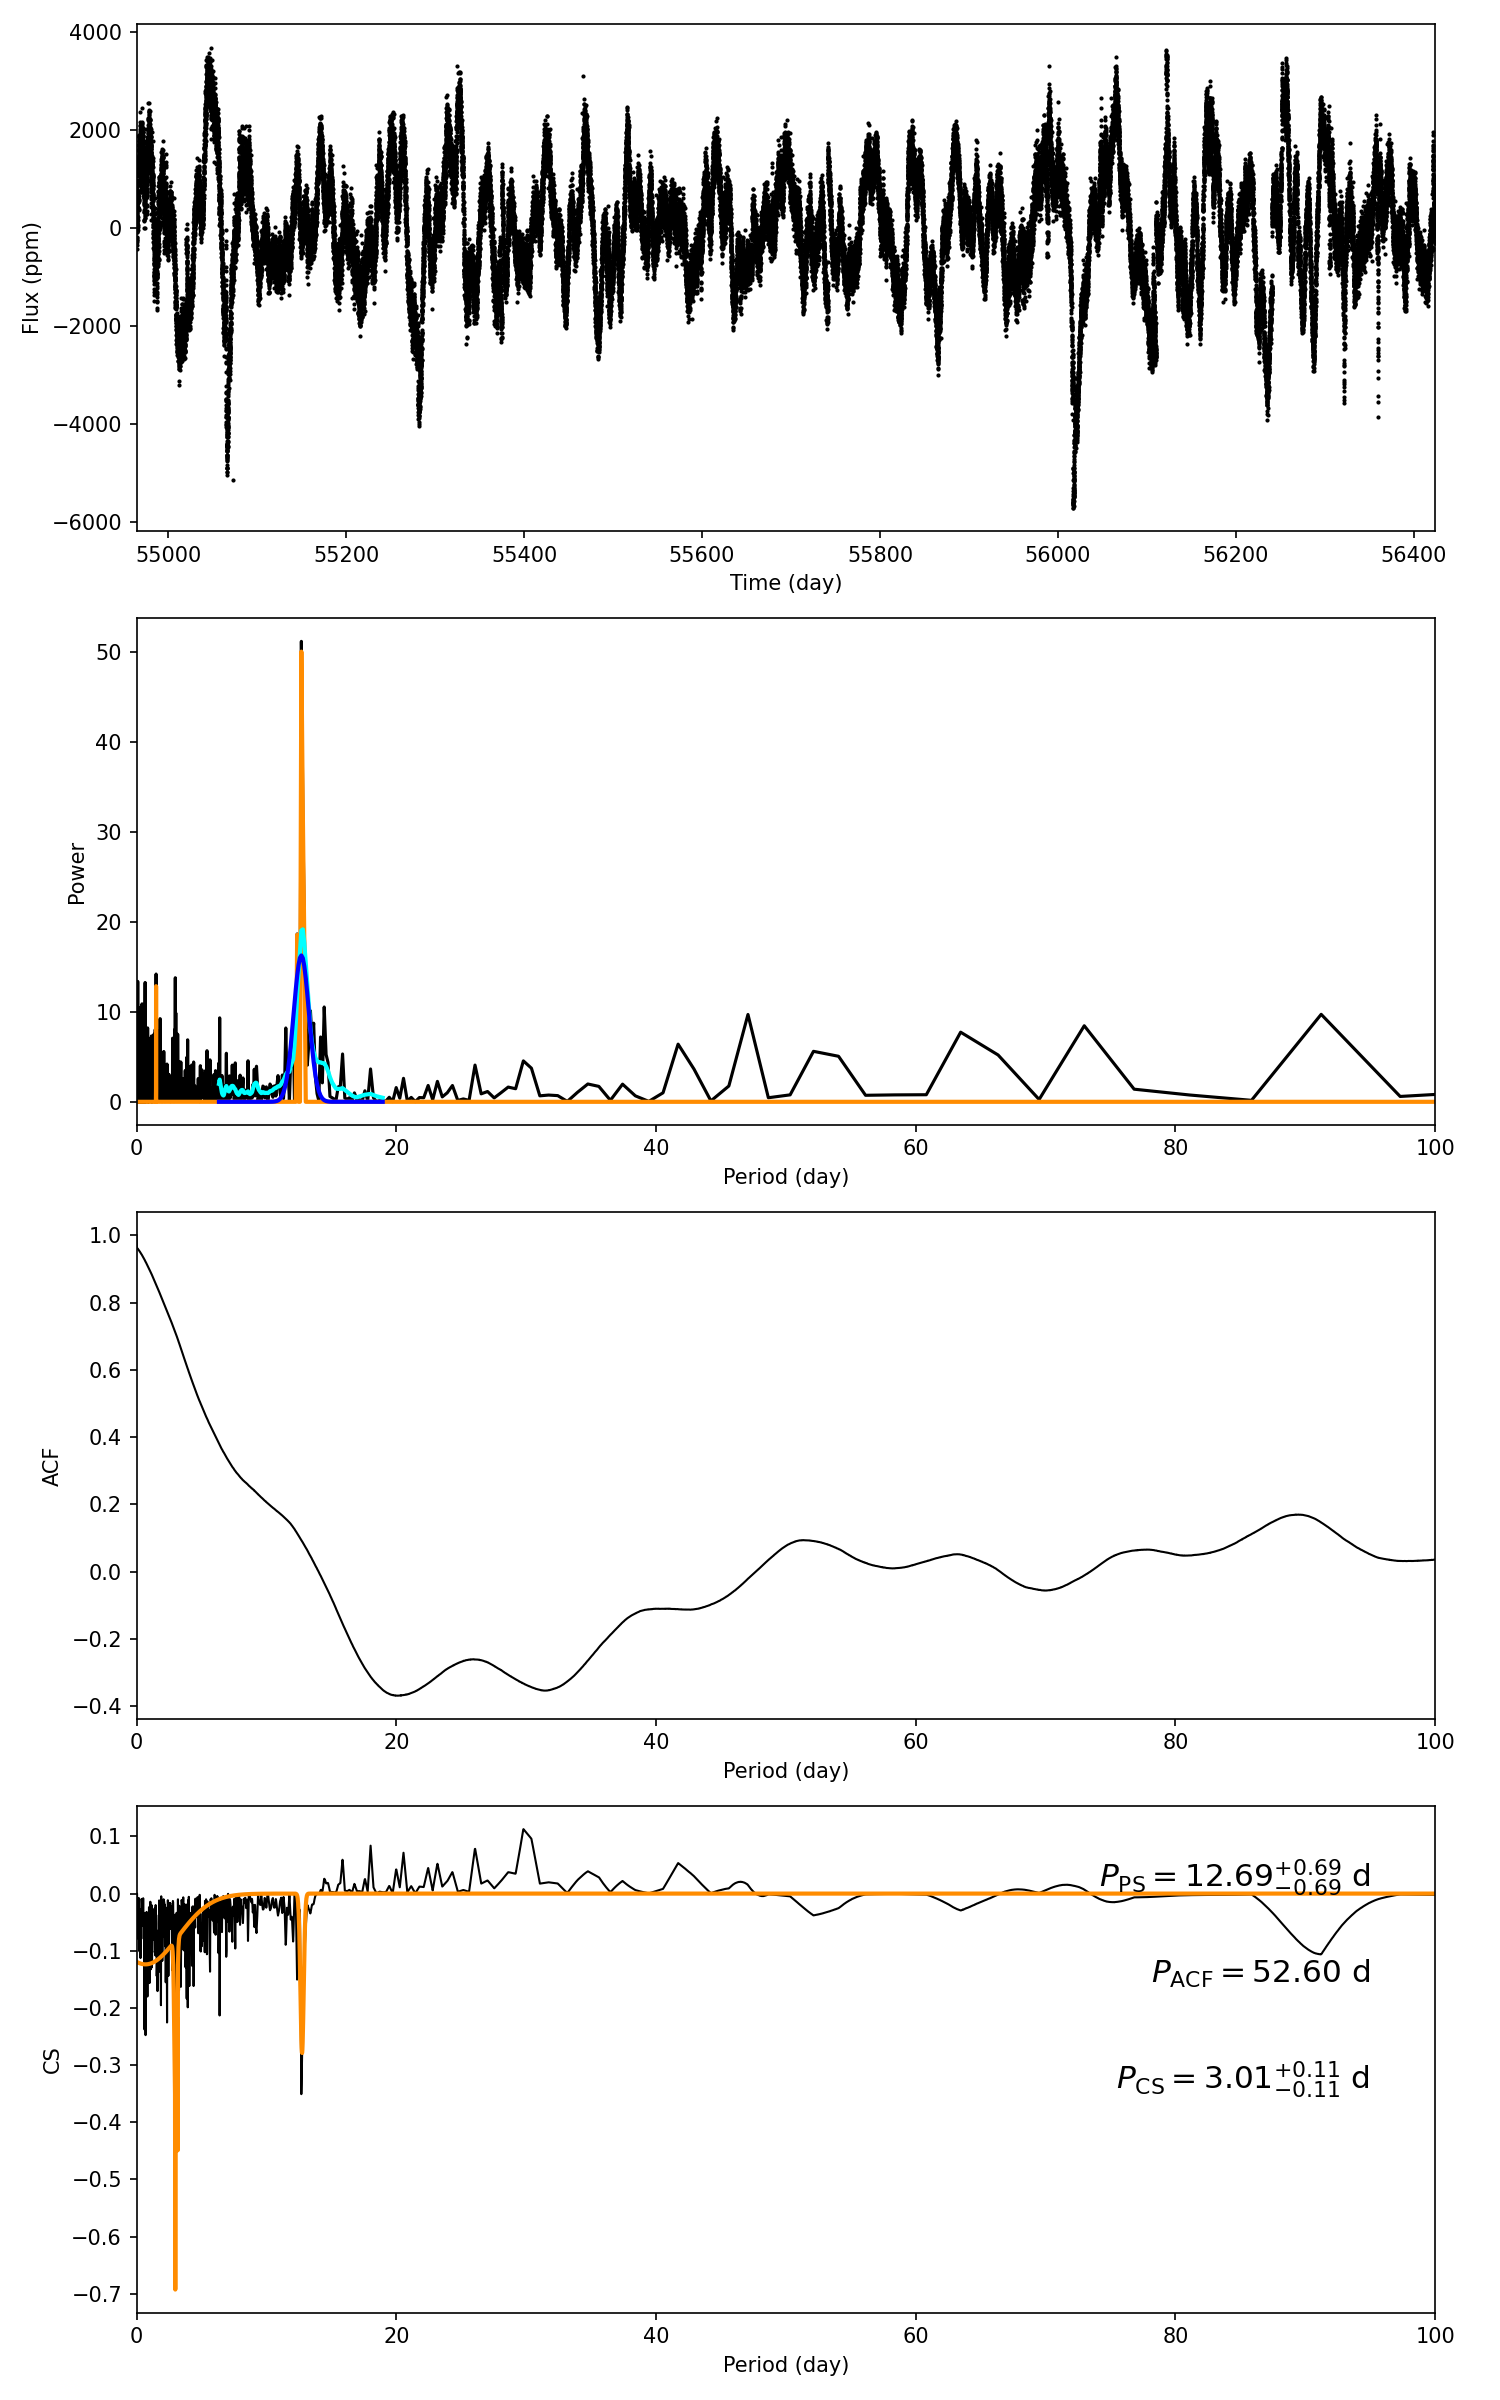 4000
2000
0
−2000
−4000
−6000
Flux (ppm)
55000 55200 55400 55600 55800 56000 56200 56400
Time (day)
50
40
30
20
10
0
Power
0 20 40 60 80 100
Period (day)
1.0
0.8
0.6
0.4
0.2
0.0
−0.2
−0.4
ACF
0 20 40 60 80 100
Period (day)
0.1
0.0
−0.1
−0.2
−0.3
−0.4
−0.5
−0.6
−0.7
CS
P_PS = 12.69^{+0.69}_{−0.69} d
P_ACF = 52.60 d
P_CS = 3.01^{+0.11}_{−0.11} d
0 20 40 60 80 100
Period (day)